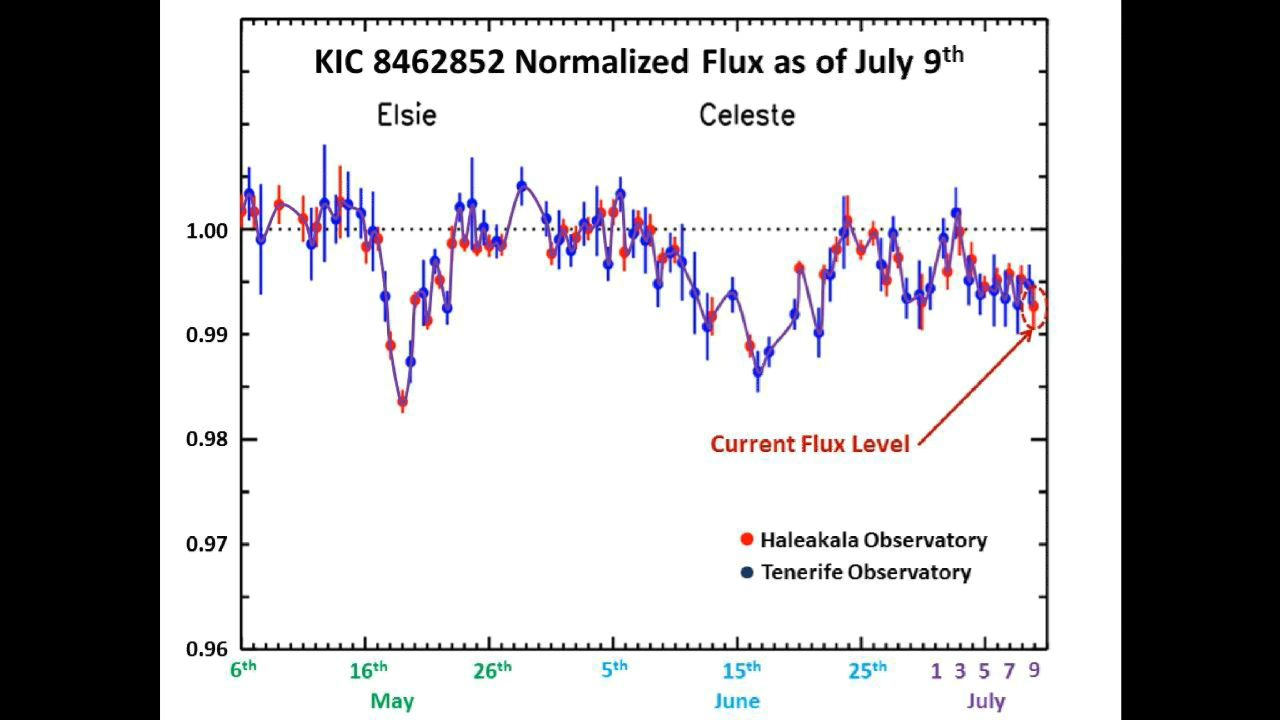 KIC 8462852 Normalized Flux as of July 9th
Elsie
Celeste
1.00
0.99
0.98
0.97
0.96
Current Flux Level
Haleakala Observatory
Tenerife Observatory
6th 16th 26th 5th 15th 25th 1 3 5 7 9
May June July